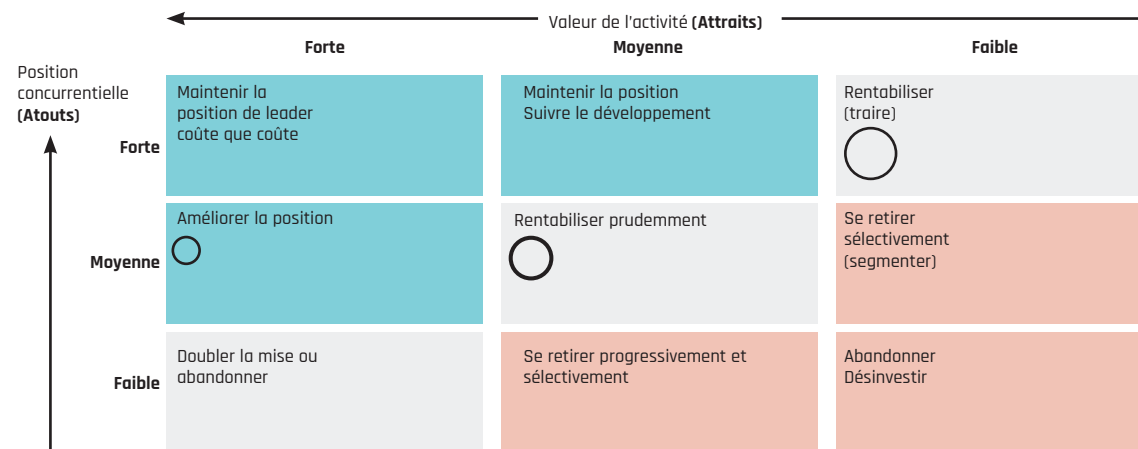 Valeur de l'activité (Attraits)
Forte
Moyenne
Faible
Position
concurrentielle
(Atouts)
Forte
Maintenir la
position de leader
coûte que coûte
Maintenir la position
Suivre le développement
Rentabiliser
(traire)
Moyenne
Améliorer la position
Rentabiliser prudemment
Se retirer
sélectivement
(segmenter)
Faible
Doubler la mise ou
abandonner
Se retirer progressivement et
sélectivement
Abandonner
Désinvestir